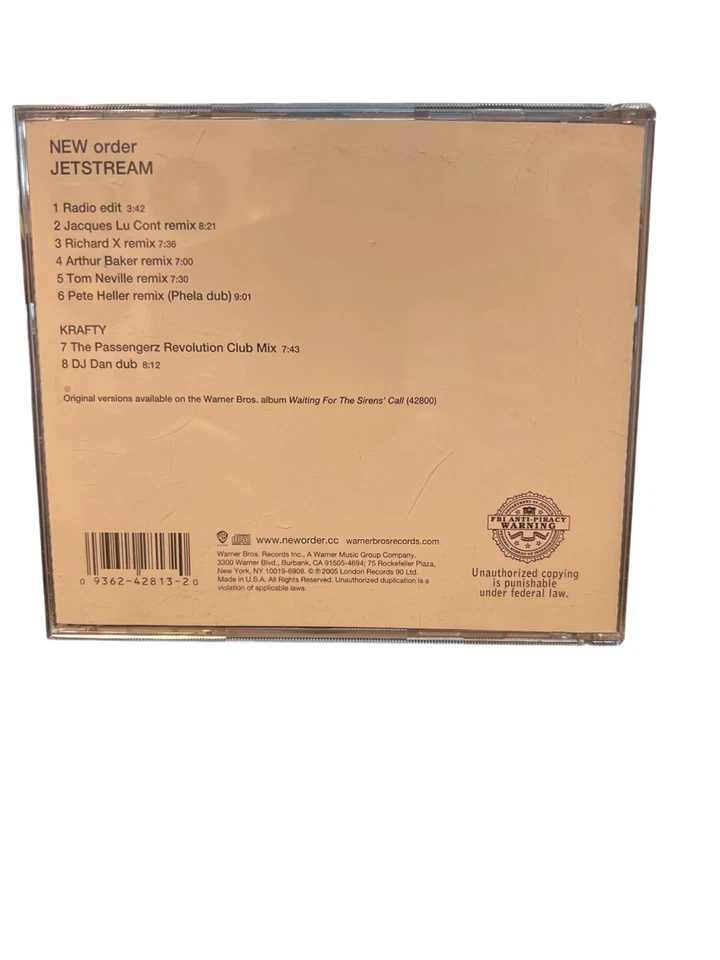 NEW order
JETSTREAM
1 Radio edit 3:42
2 Jacques Lu Cont remix 8:21
3 Richard X remix 7:36
4 Arthur Baker remix 7:00
5 Tom Neville remix 7:30
6 Pete Heller remix (Phela dub) 9:01
KRAFTY
7 The Passengerz Revolution Club Mix 7:43
8 DJ Dan dub 8:12
Original versions available on the Warner Bros. album Waiting For The Sirens' Call (42800)
www.neworder.cc warnerbrosrecords.com
Warner Bros. Records Inc., A Warner Music Group Company.
3300 Warner Blvd., Burbank, CA 91505-4694; 75 Rockefeller Plaza,
New York, NY 10019-6908. © ℗ 2005 London Records 90 Ltd.
Made in U.S.A. All Rights Reserved. Unauthorized duplication is a
violation of applicable laws.
0 9362-42813-2 0
FBI ANTI-PIRACY
WARNING
Unauthorized copying
is punishable
under federal law.